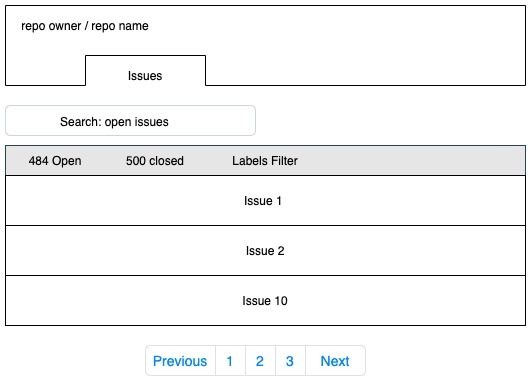 repo owner / repo name
Issues
Search: open issues
484 Open 500 closed Labels Filter
Issue 1
Issue 2
Issue 10
Previous 1 2 3 Next